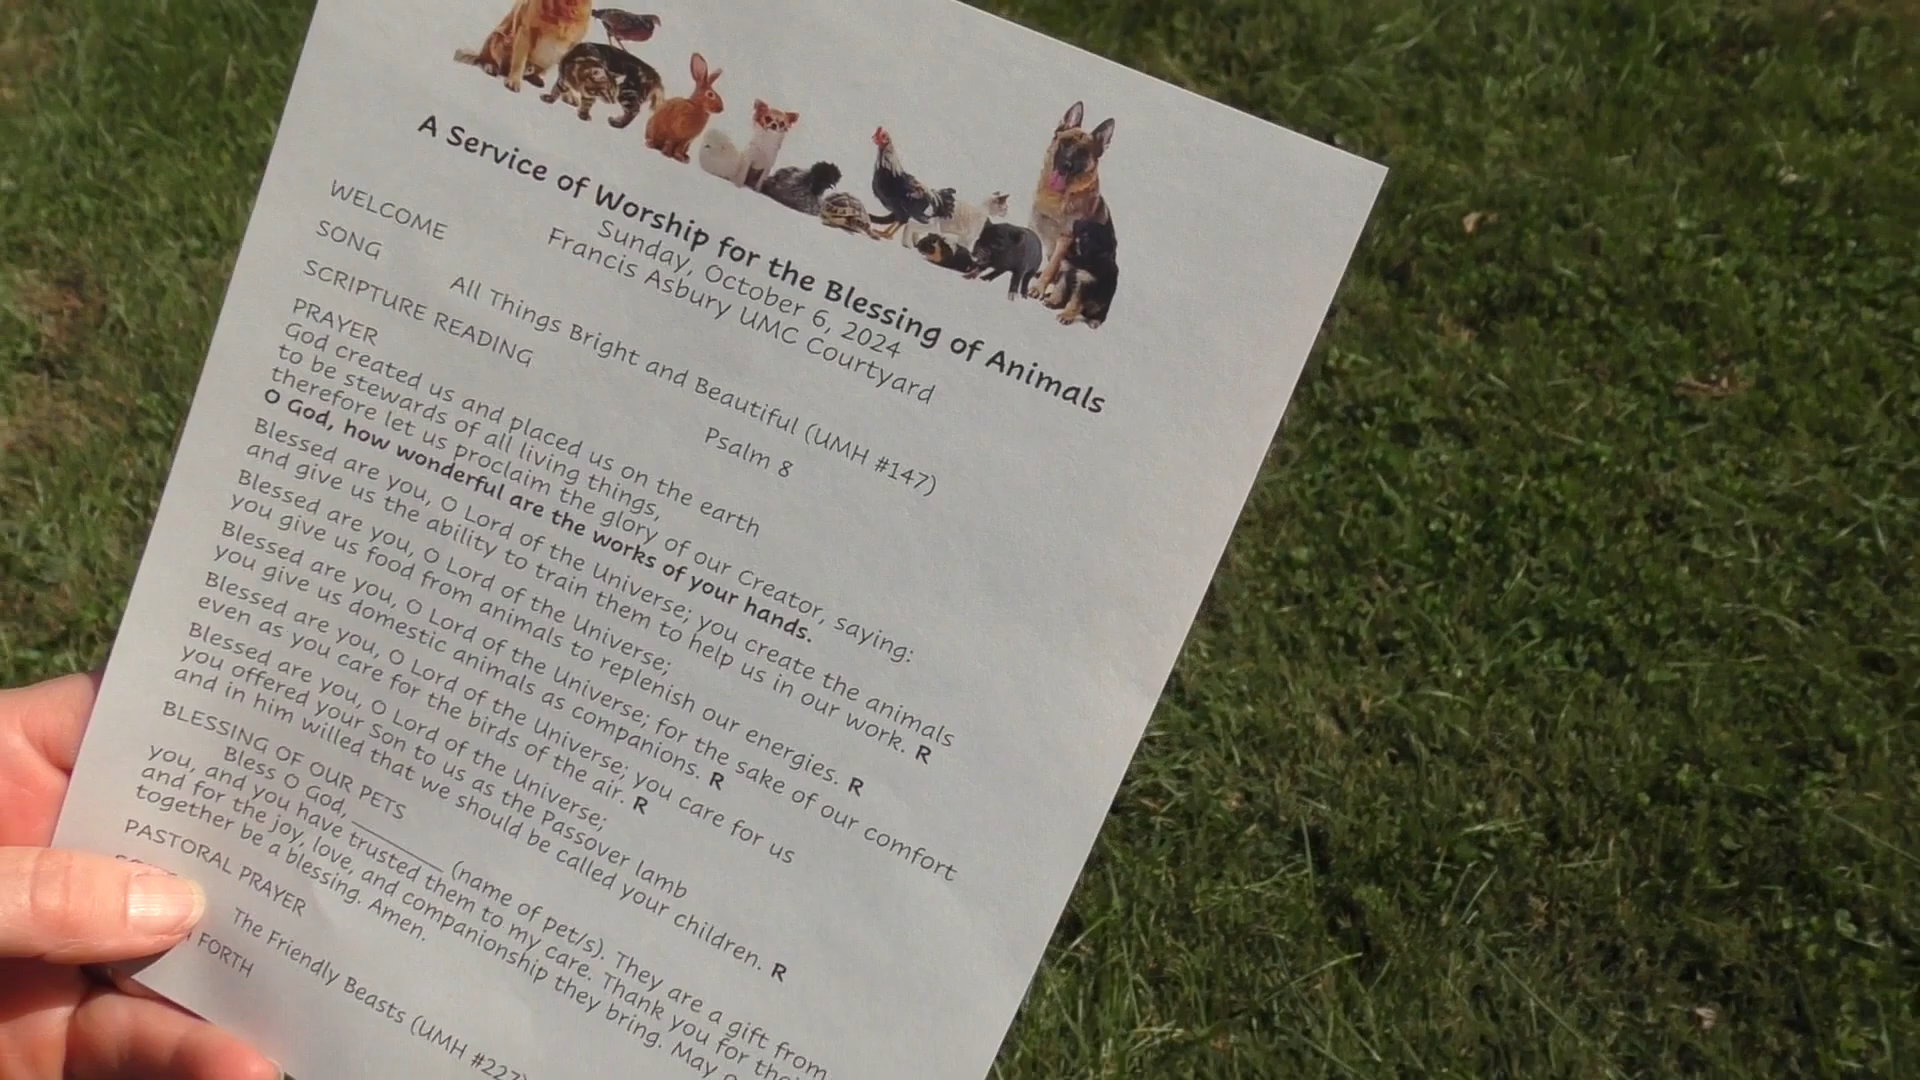 A Service of Worship for the Blessing of Animals
Sunday, October 6, 2024
Francis Asbury UMC Courtyard
WELCOME
SONG
All Things Bright and Beautiful (UMH #147)
SCRIPTURE READING
Psalm 8
PRAYER
God created us and placed us on the earth
to be stewards of all living things,
therefore let us proclaim the glory of our Creator, saying:
O God, how wonderful are the works of your hands.
Blessed are you, O Lord of the Universe; you create the animals
and give us the ability to train them to help us in our work. R
Blessed are you, O Lord of the Universe;
you give us food from animals to replenish our energies. R
Blessed are you, O Lord of the Universe; for the sake of our comfort
you give us domestic animals as companions. R
Blessed are you, O Lord of the Universe; you care for us
even as you care for the birds of the air. R
Blessed are you, O Lord of the Universe;
you offered your Son to us as the Passover lamb
and in him willed that we should be called your children. R
BLESSING OF OUR PETS
Bless O God, __________ (name of pet/s). They are a gift from
you, and you have trusted them to my care. Thank you for
and for the joy, love, and companionship they bring. May
together be a blessing. Amen.
PASTORAL PRAYER
The Friendly Beasts (UMH #227)
FORTH